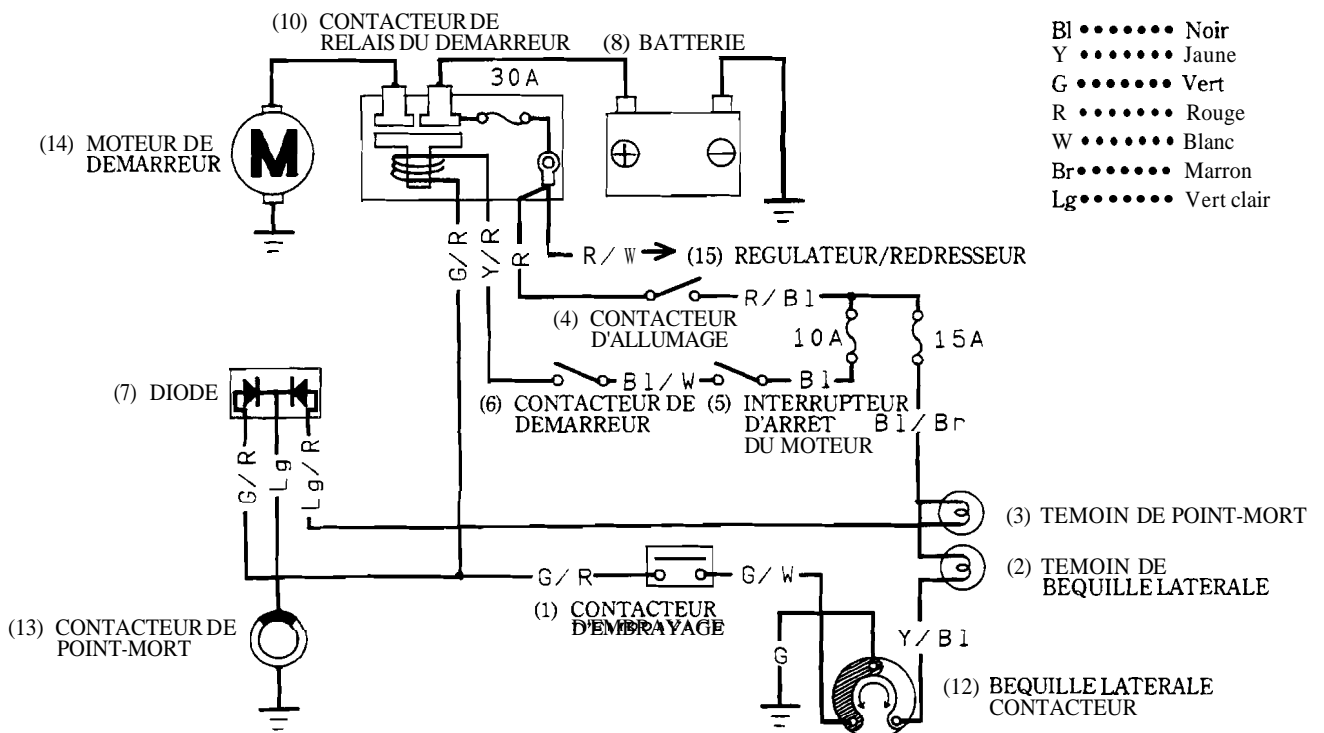 (10) CONTACTEUR DE
RELAIS DU DEMARREUR
(8) BATTERIE
30A
Bl ••••••• Noir
Y ••••••• Jaune
G ••••••• Vert
R ••••••• Rouge
W ••••••• Blanc
Br ••••••• Marron
Lg ••••••• Vert clair
(14) MOTEUR DE
DEMARREUR
M
G/R
Y/R
R
R/W
(15) REGULATEUR/REDRESSEUR
R/Bl
(4) CONTACTEUR
D'ALLUMAGE
10A
15A
(7) DIODE
Bl/W
Bl
(6) CONTACTEUR DE
DEMARREUR
(5) INTERRUPTEUR
D'ARRÊT
DU MOTEUR
Bl/Br
G/R
Lg
Lg/R
(3) TEMOIN DE POINT-MORT
G/R
G/W
(2) TEMOIN DE
BEQUILLE LATERALE
(1) CONTACTEUR
D'EMBRAYAGE
(13) CONTACTEUR DE
POINT-MORT
G
Y/Bl
(12) BEQUILLE LATERALE
CONTACTEUR